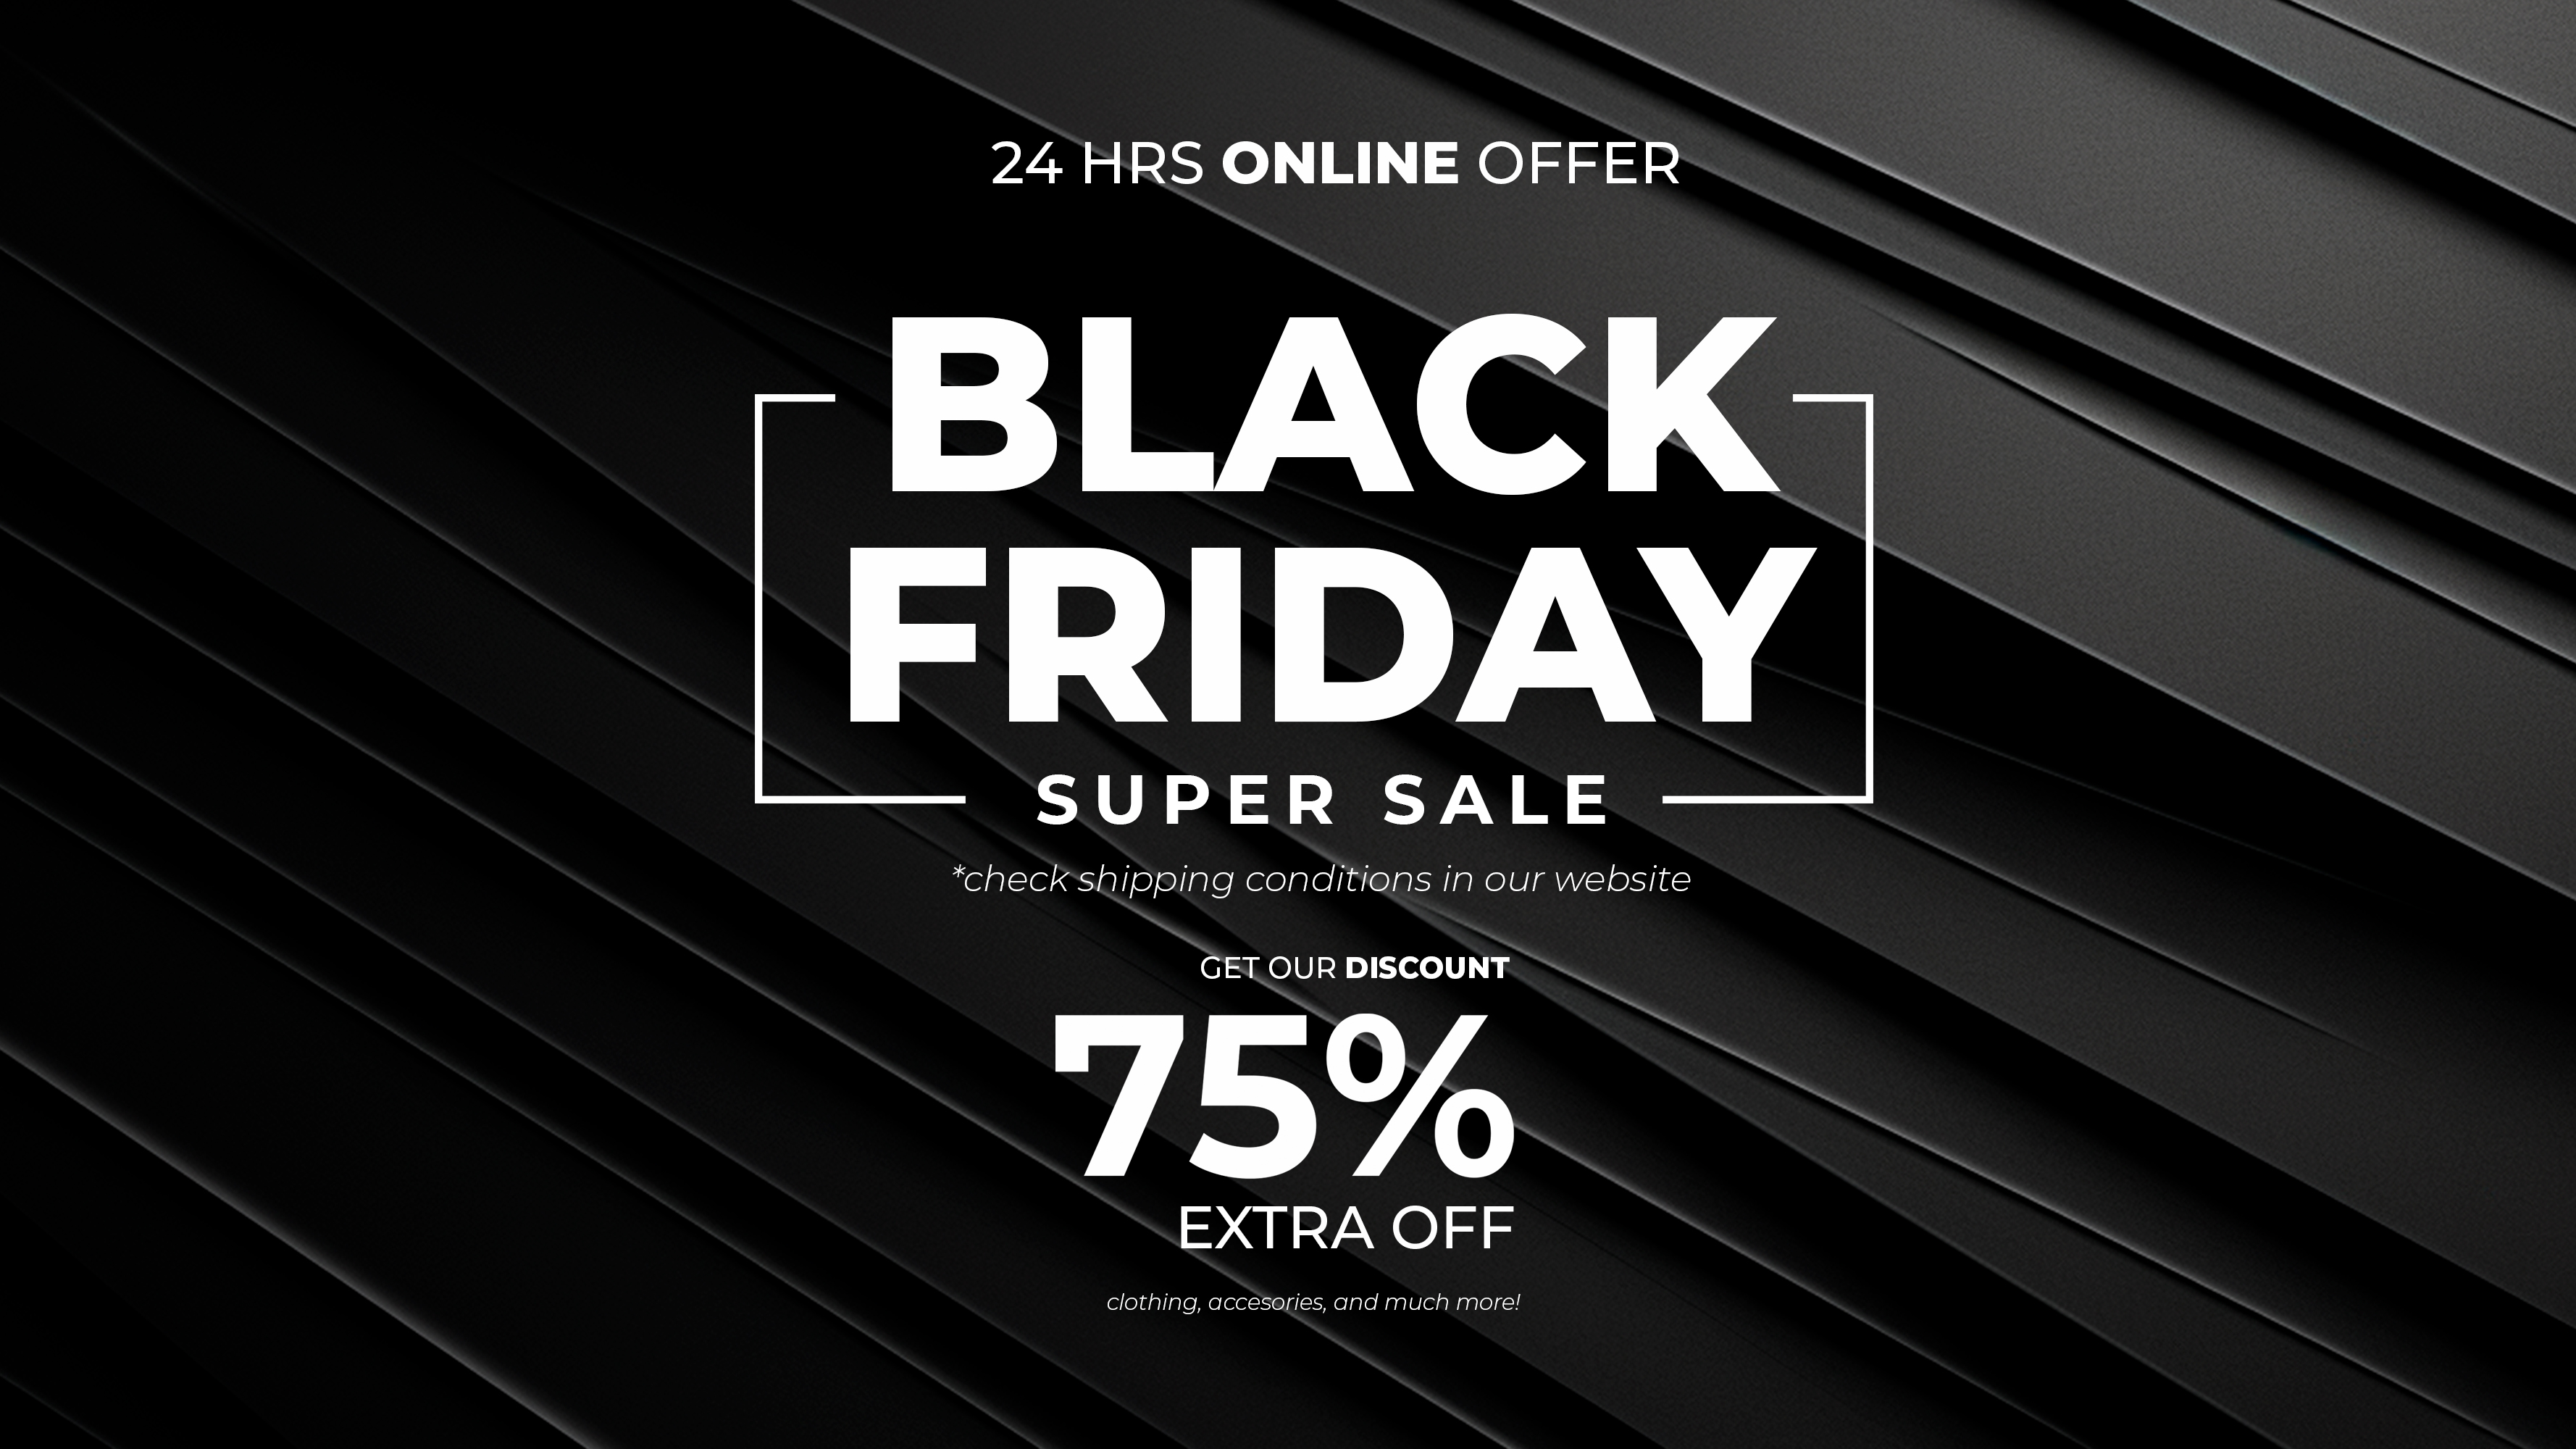 24 HRS ONLINE OFFER
BLACK
FRIDAY
SUPER SALE
*check shipping conditions in our website
GET OUR DISCOUNT
75%
EXTRA OFF
clothing, accesories, and much more!